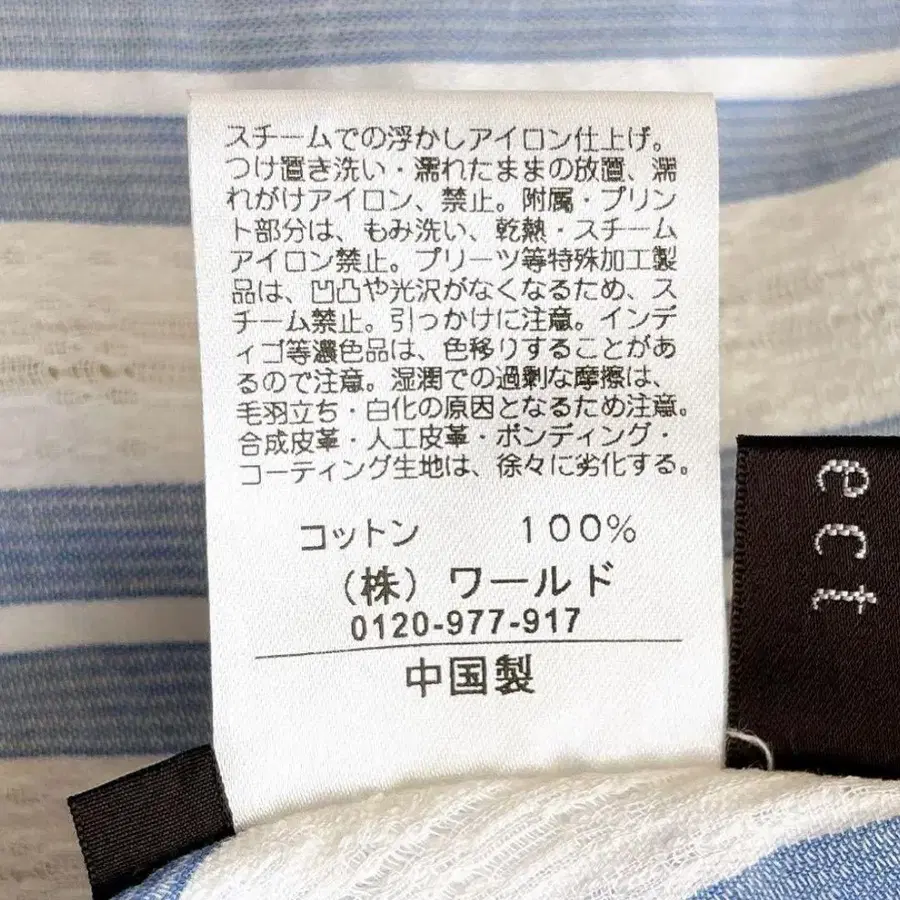 スチームでの浮かしアイロン仕上げ。
つけ置き洗い・濡れたままの放置、濡
れがけアイロン、禁止。附属・プリン
ト部分は、もみ洗い、乾熱・スチーム
アイロン禁止。プリーツ等特殊加工製
品は、凹凸や光沢がなくなるため、ス
チーム禁止。引っかけに注意。インデ
ィゴ等濃色品は、色移りすることがあ
るので注意。湿潤での過剰な摩擦は、
毛羽立ち・白化の原因となるため注意。
合成皮革・人工皮革・ボンディング・
コーティング生地は、徐々に劣化する。
コットン 100%
（株）ワールド
0120-977-917
中国製
ect